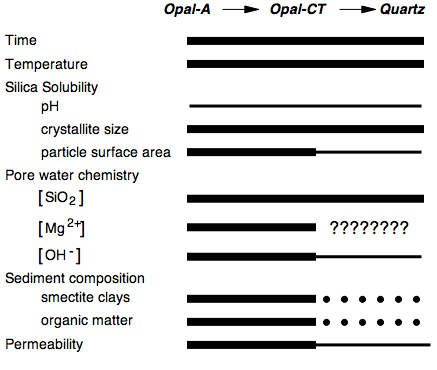 Opal-A → Opal-CT → Quartz
Time
Temperature
Silica Solubility
pH
crystallite size
particle surface area
Pore water chemistry
[SiO2]
[Mg2+]  ????????
[OH-]
Sediment composition
smectite clays
organic matter
Permeability